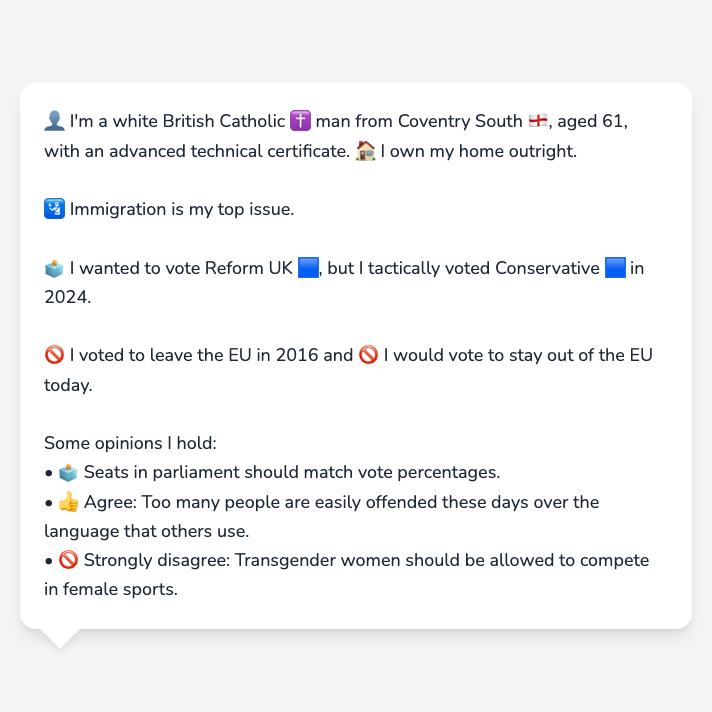 👤 I'm a white British Catholic ✝️ man from Coventry South 🏴󠁧󠁢󠁥󠁮󠁧󠁿, aged 61,
with an advanced technical certificate. 🏠 I own my home outright.
🛂 Immigration is my top issue.
🗳️ I wanted to vote Reform UK 🟦, but I tactically voted Conservative 🟦 in
2024.
🚫 I voted to leave the EU in 2016 and 🚫 I would vote to stay out of the EU
today.
Some opinions I hold:
• 🗳️ Seats in parliament should match vote percentages.
• 👍 Agree: Too many people are easily offended these days over the
language that others use.
• 🚫 Strongly disagree: Transgender women should be allowed to compete
in female sports.